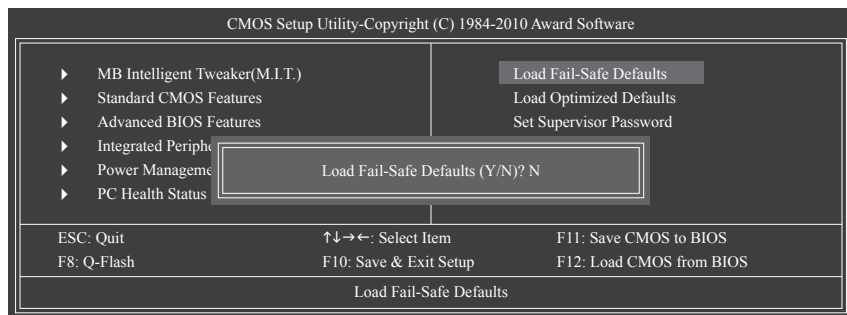 CMOS Setup Utility-Copyright (C) 1984-2010 Award Software
MB Intelligent Tweaker(M.I.T.)
Standard CMOS Features
Advanced BIOS Features
Integrated Periphe
Power Manageme
PC Health Status
Load Fail-Safe Defaults
Load Optimized Defaults
Set Supervisor Password
Load Fail-Safe Defaults (Y/N)? N
ESC: Quit
↑↓→←: Select Item
F11: Save CMOS to BIOS
F8: Q-Flash
F10: Save & Exit Setup
F12: Load CMOS from BIOS
Load Fail-Safe Defaults